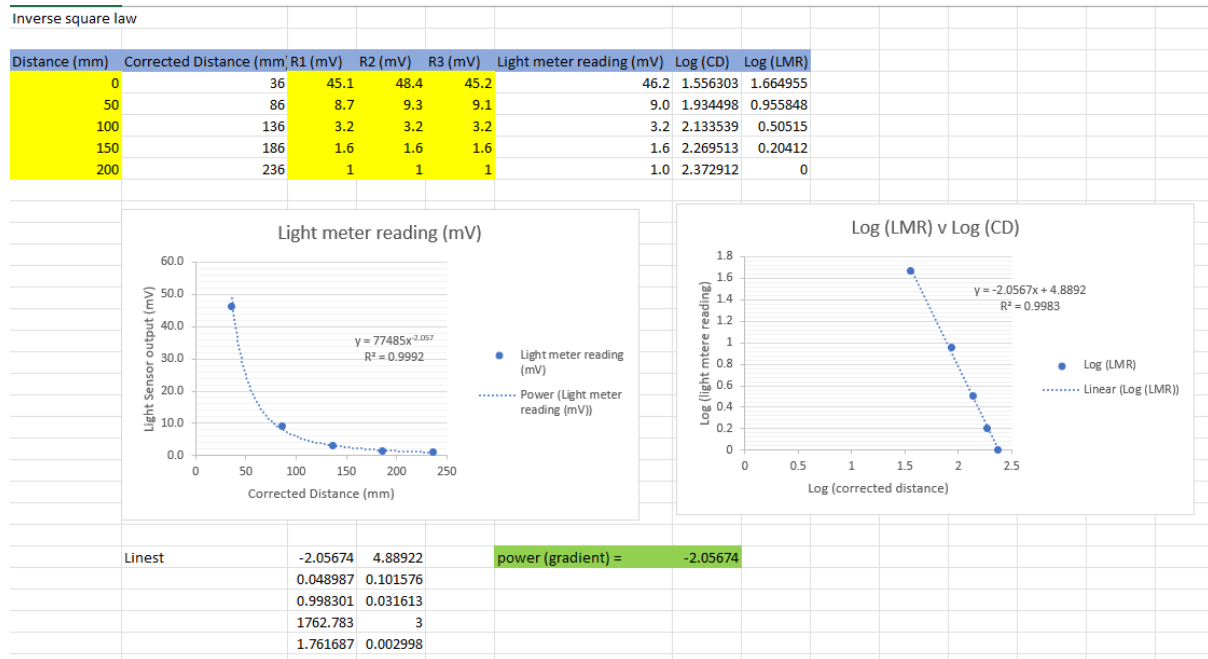 Inverse square law
Distance (mm) Corrected Distance (mm) R1 (mV) R2 (mV) R3 (mV) Light meter reading (mV) Log (CD) Log (LMR)
0 36 45.1 48.4 45.2 46.2 1.556303 1.664955
50 86 8.7 9.3 9.1 9.0 1.934498 0.955848
100 136 3.2 3.2 3.2 3.2 2.133539 0.50515
150 186 1.6 1.6 1.6 1.6 2.269513 0.20412
200 236 1 1 1 1.0 2.372912 0
Light meter reading (mV)
60.0
50.0
40.0
30.0
20.0
10.0
0.0
Light Sensor output (mV)
y = 77485x-2.057
R² = 0.9992
0 50 100 150 200 250
Corrected Distance (mm)
Light meter reading
(mV)
Power (Light meter
reading (mV))
Log (LMR) v Log (CD)
1.8
1.6
1.4
1.2
1
0.8
0.6
0.4
0.2
0
Log (light mtere reading)
y = -2.0567x + 4.8892
R² = 0.9983
0 0.5 1 1.5 2 2.5
Log (corrected distance)
Log (LMR)
Linear (Log (LMR))
Linest -2.05674 4.88922 power (gradient) = -2.05674
0.048987 0.101576
0.998301 0.031613
1762.783 3
1.761687 0.002998